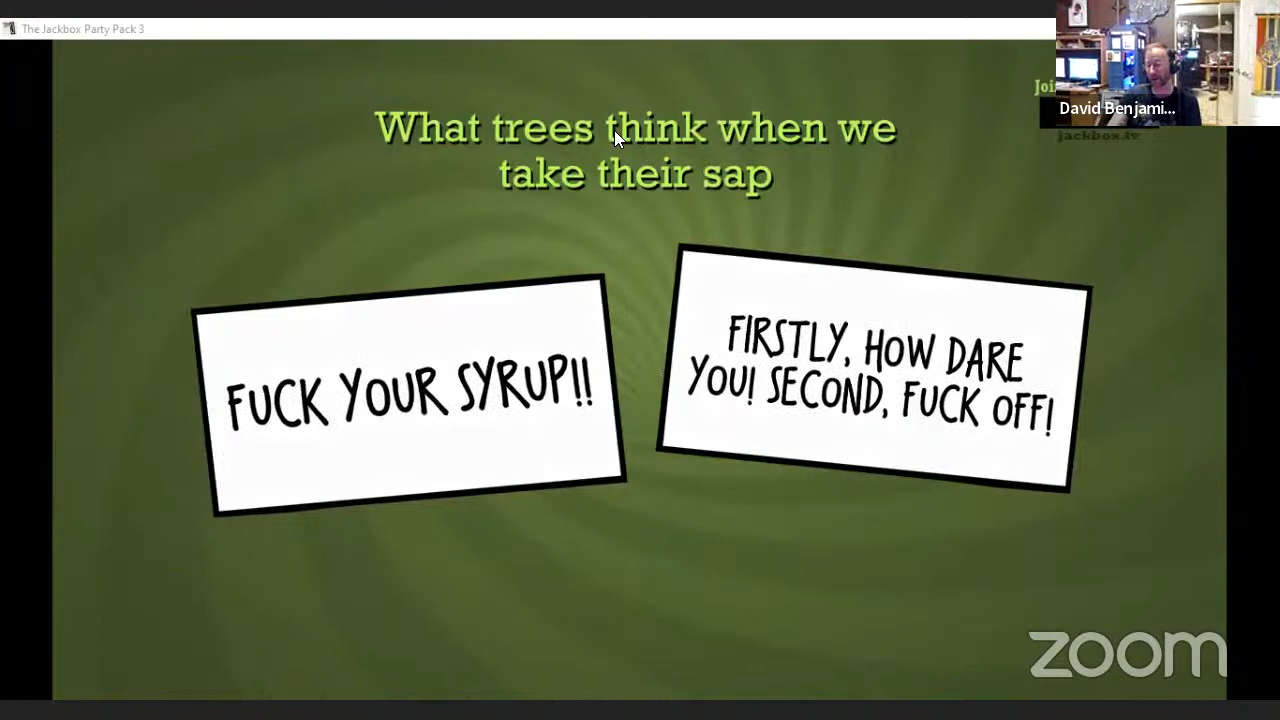 The Jackbox Party Pack 3
David Benjami...
jackbox.tv
What trees think when we
take their sap
FUCK YOUR SYRUP!!
FIRSTLY, HOW DARE
YOU! SECOND, FUCK OFF!
zoom